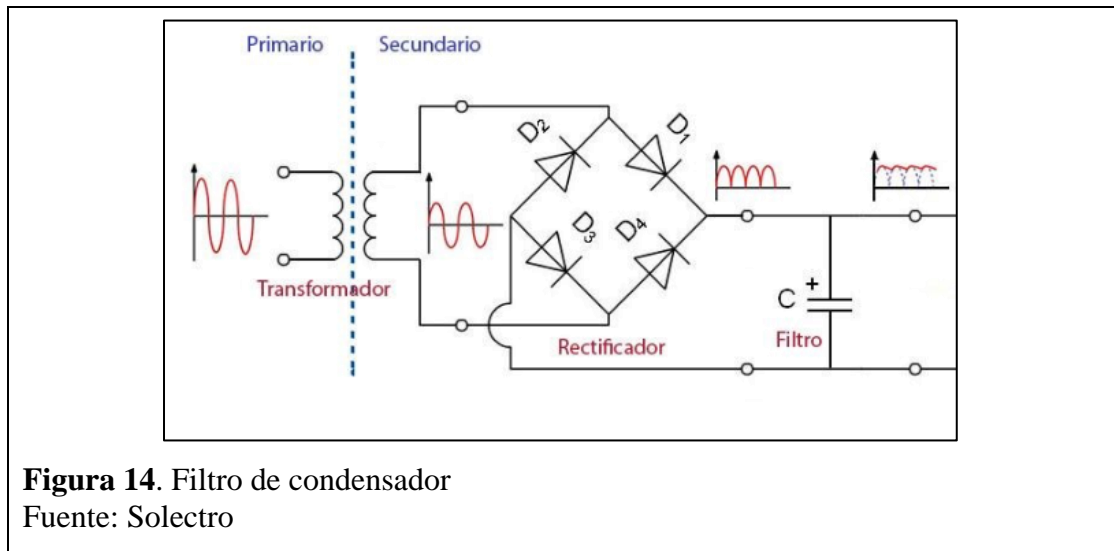 Primario
Secundario
D2
D1
D3
D4
Transformador
Rectificador
C
+
Filtro
Figura 14. Filtro de condensador
Fuente: Solectro